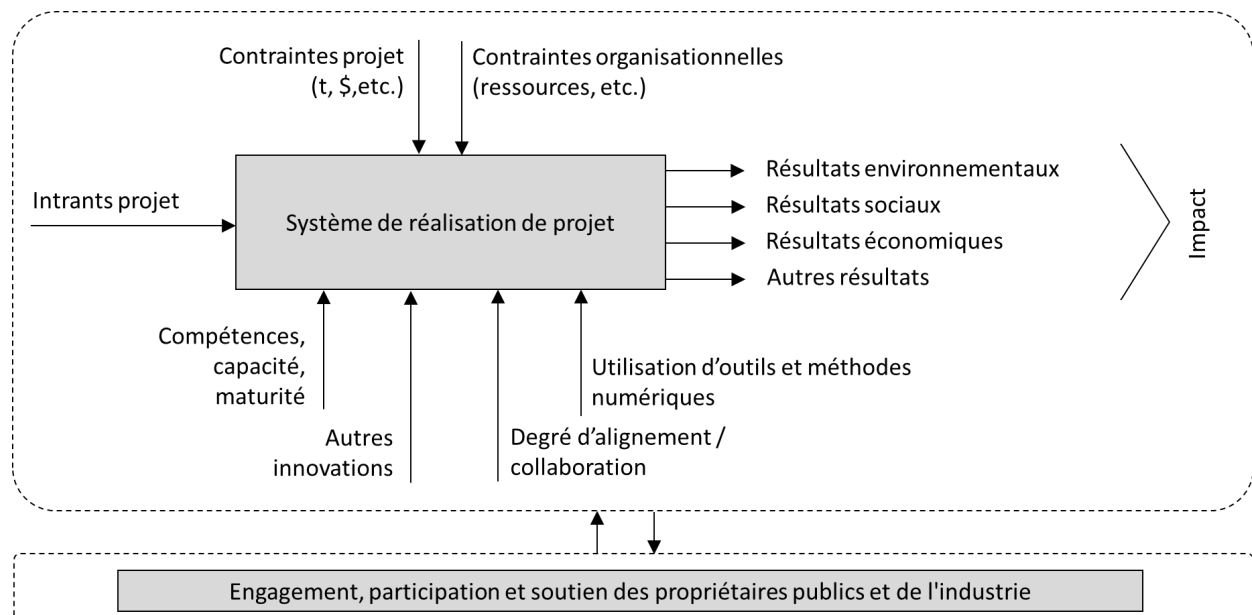 Contraintes projet
(t, $,etc.)
Contraintes organisationnelles
(ressources, etc.)
Intrants projet
Système de réalisation de projet
Résultats environnementaux
Résultats sociaux
Résultats économiques
Autres résultats
Impact
Compétences,
capacité,
maturité
Autres
innovations
Degré d’alignement /
collaboration
Utilisation d’outils et méthodes
numériques
Engagement, participation et soutien des propriétaires publics et de l'industrie